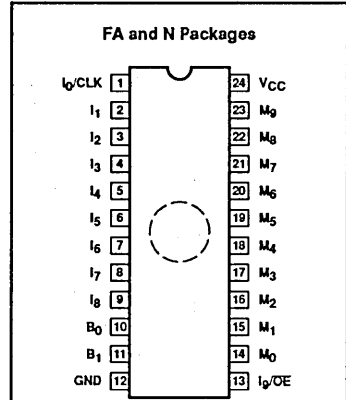 FA and N Packages
I0/CLK 1 24 VCC
I1 2 23 M9
I2 3 22 M8
I3 4 21 M7
I4 5 20 M6
I5 6 19 M5
I6 7 18 M4
I7 8 17 M3
I8 9 16 M2
B0 10 15 M1
B1 11 14 M0
GND 12 13 I9/O̅E̅